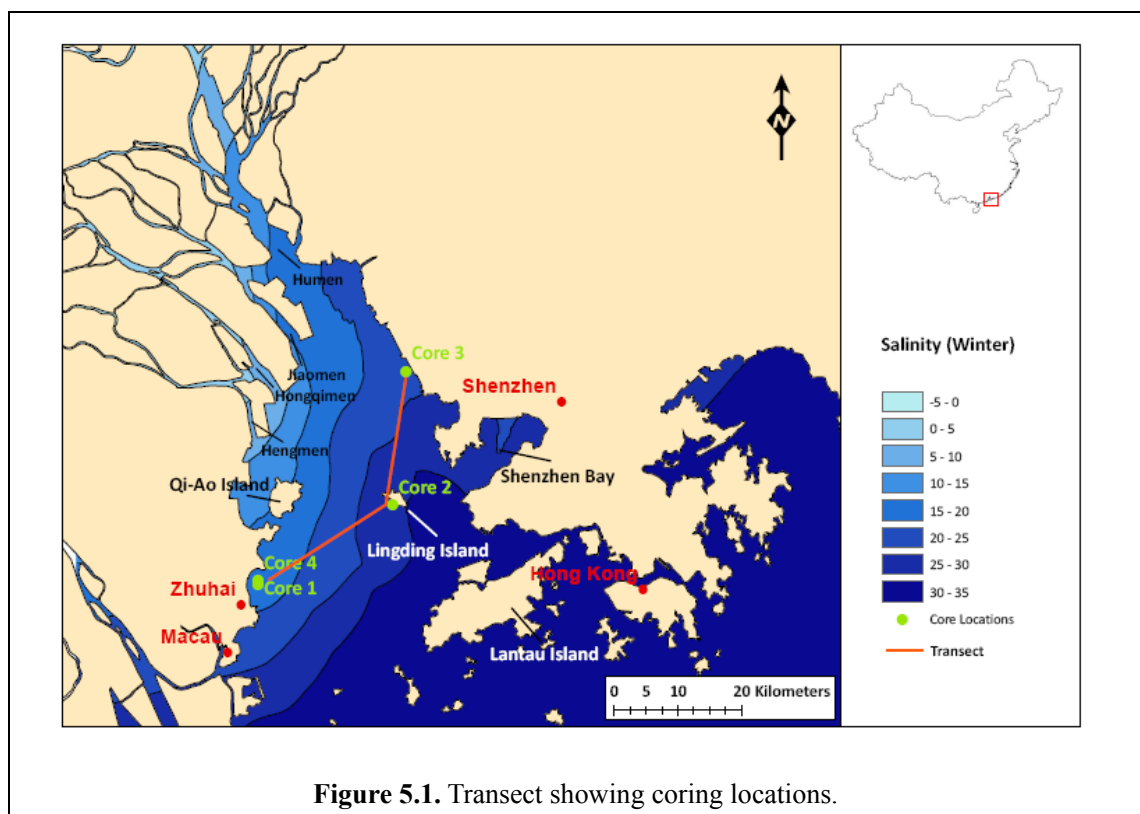 N
Humen
Core 3
Shenzhen
Jiaomen
Hongqimen
Hengmen
Shenzhen Bay
Qi-Ao Island
Core 2
Lingding Island
Core 4
Core 1
Zhuhai
Hong Kong
Macau
Lantau Island
0 5 10 20 Kilometers
Salinity (Winter)
-5 - 0
0 - 5
5 - 10
10 - 15
15 - 20
20 - 25
25 - 30
30 - 35
Core Locations
Transect
Figure 5.1. Transect showing coring locations.